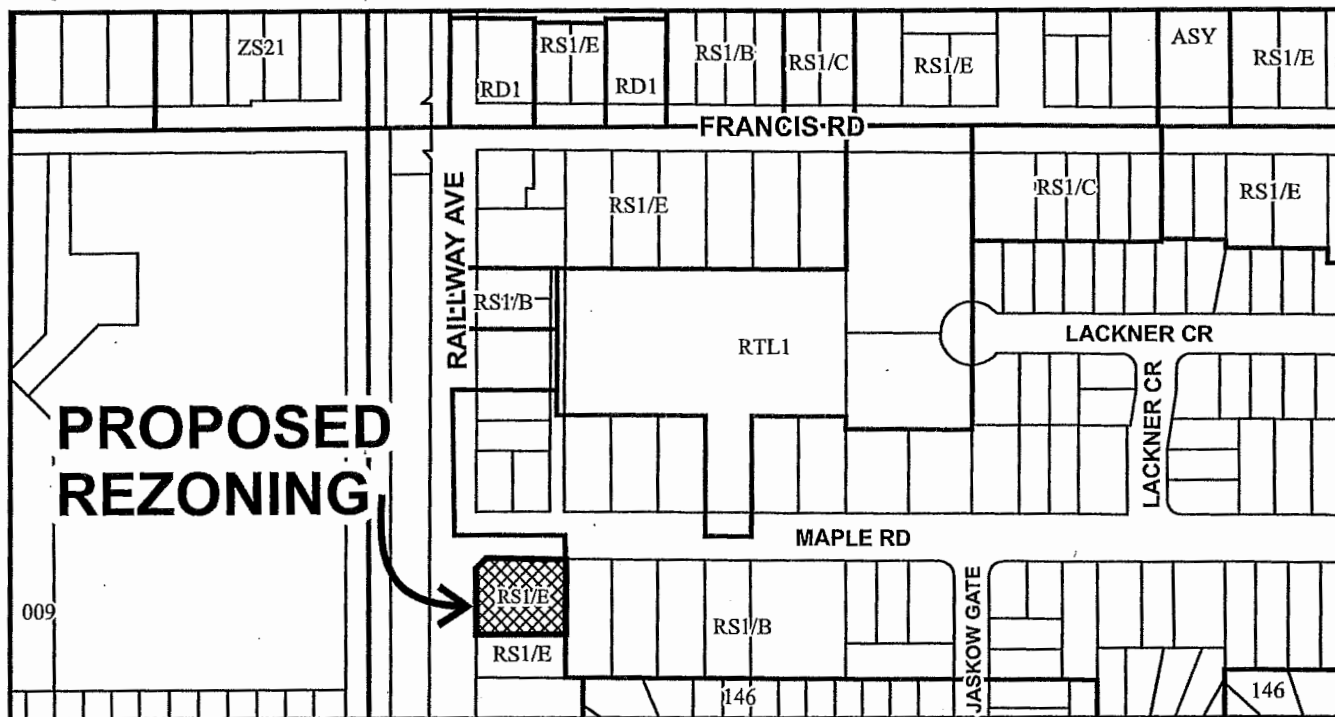 ZS21
RS1/E
RD1
RD1
RS1/B
RS1/C
RS1/E
ASY
RS1/E
FRANCIS RD
RAILWAY AVE
RS1/E
RS1/C
RS1/E
RS1/B
RTL1
LACKNER CR
LACKNER CR
PROPOSED
REZONING
MAPLE RD
RS1/E
RS1/E
RS1/B
JASKOW GATE
009
146
146